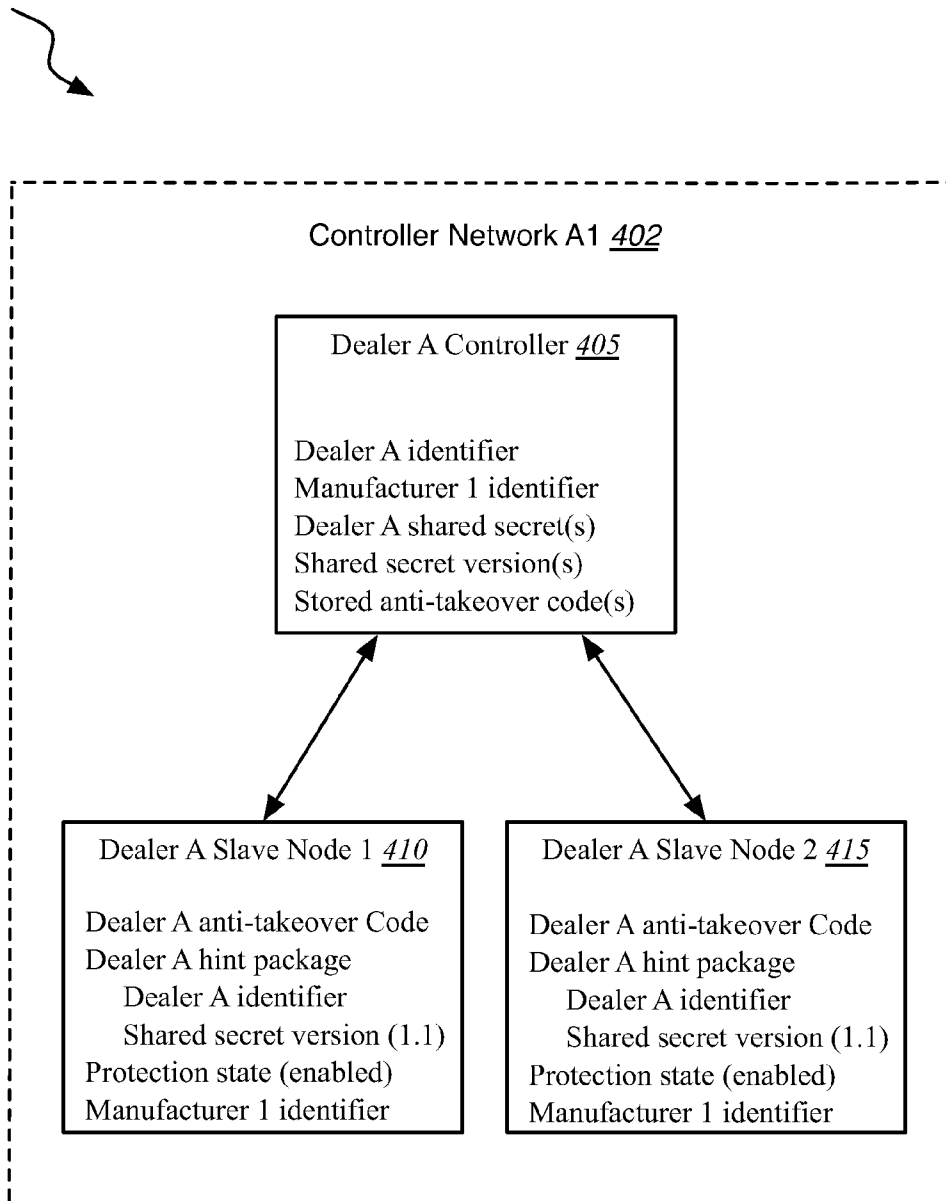 Controller Network A1 402
Dealer A Controller 405
Dealer A identifier
Manufacturer 1 identifier
Dealer A shared secret(s)
Shared secret version(s)
Stored anti-takeover code(s)
Dealer A Slave Node 1 410
Dealer A anti-takeover Code
Dealer A hint package
Dealer A identifier
Shared secret version (1.1)
Protection state (enabled)
Manufacturer 1 identifier
Dealer A Slave Node 2 415
Dealer A anti-takeover Code
Dealer A hint package
Dealer A identifier
Shared secret version (1.1)
Protection state (enabled)
Manufacturer 1 identifier